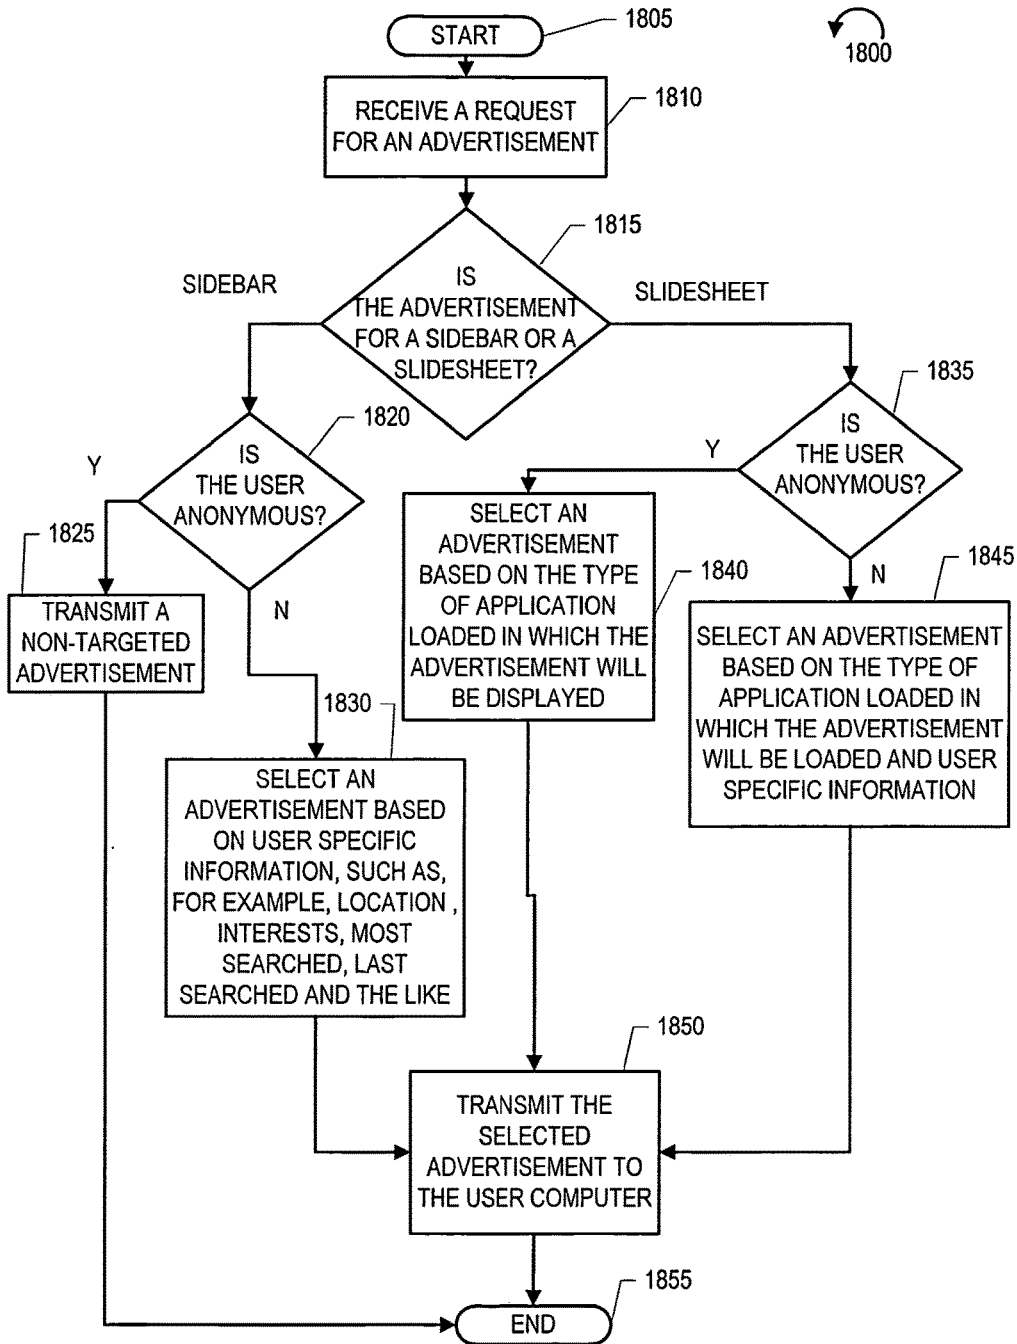 START
1805
1800
RECEIVE A REQUEST
FOR AN ADVERTISEMENT
1810
1815
IS
THE ADVERTISEMENT
FOR A SIDEBAR OR A
SLIDESHEET?
SIDEBAR
SLIDESHEET
1820
IS
THE USER
ANONYMOUS?
Y
N
1835
IS
THE USER
ANONYMOUS?
Y
N
1825
TRANSMIT A
NON-TARGETED
ADVERTISEMENT
1830
SELECT AN
ADVERTISEMENT BASED
ON USER SPECIFIC
INFORMATION, SUCH AS,
FOR EXAMPLE, LOCATION ,
INTERESTS, MOST
SEARCHED, LAST
SEARCHED AND THE LIKE
SELECT AN
ADVERTISEMENT
BASED ON THE TYPE
OF APPLICATION
LOADED IN WHICH THE
ADVERTISEMENT WILL
BE DISPLAYED
1840
1845
SELECT AN ADVERTISEMENT
BASED ON THE TYPE OF
APPLICATION LOADED IN
WHICH THE ADVERTISEMENT
WILL BE LOADED AND USER
SPECIFIC INFORMATION
1850
TRANSMIT THE
SELECTED
ADVERTISEMENT TO
THE USER COMPUTER
1855
END